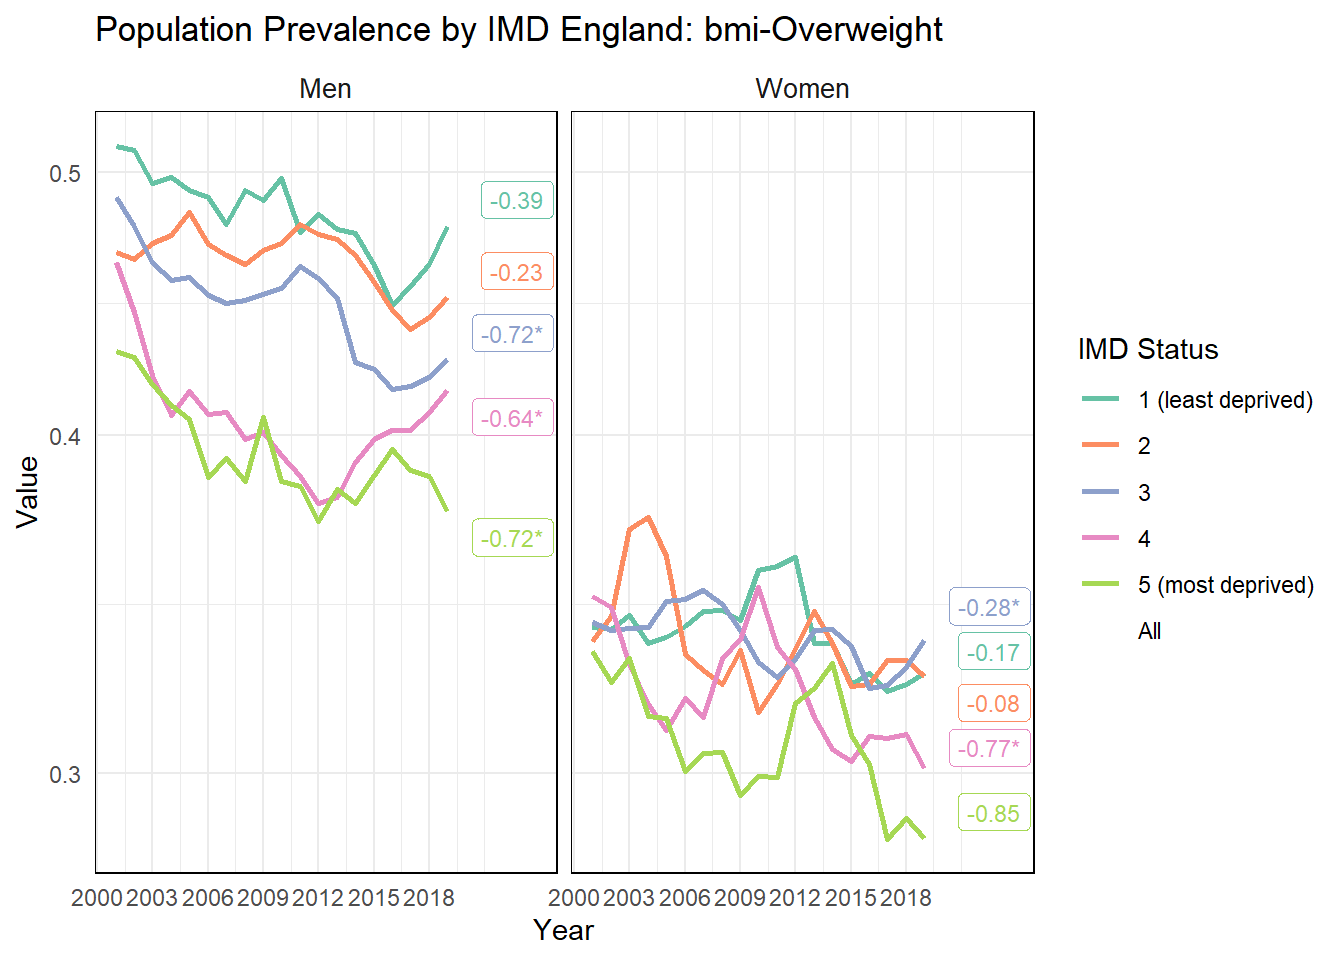 Population Prevalence by IMD England: bmi-Overweight
Men
Women
Value
0.5
0.4
0.3
-0.39
-0.23
-0.72*
-0.64*
-0.72*
-0.28*
-0.17
-0.08
-0.77*
-0.85
2000 2003 2006 2009 2012 2015 2018
2000 2003 2006 2009 2012 2015 2018
Year
IMD Status
1 (least deprived)
2
3
4
5 (most deprived)
All